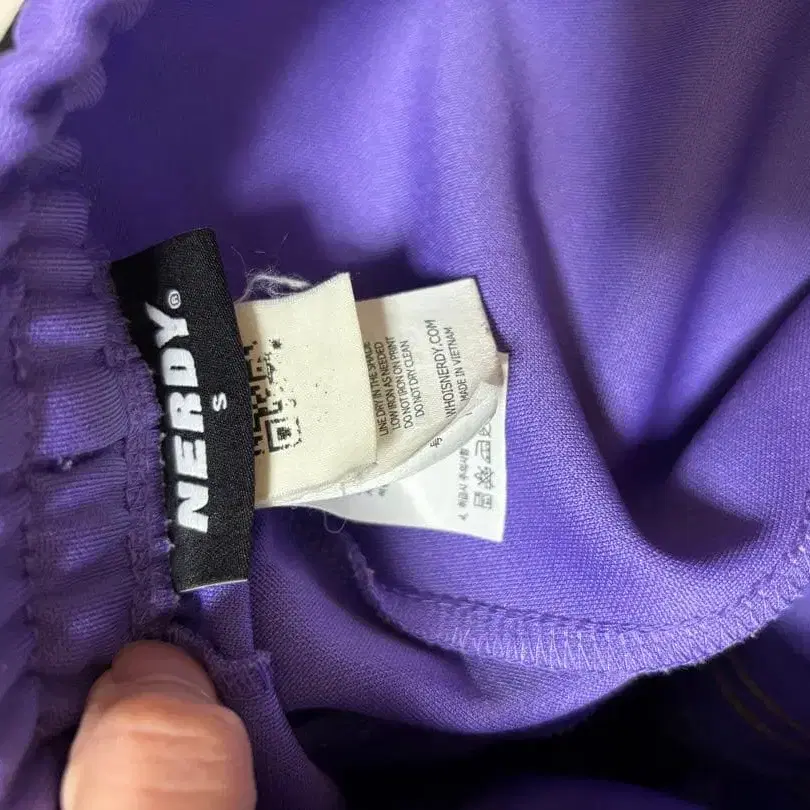 NERDY®
S
LINE DRY IN THE SHADE
LOW IRON AS NEEDED
DO NOT IRON ON PRINT
DO NOT DRY CLEAN
WHOISNERDY.COM
MADE IN VIETNAM